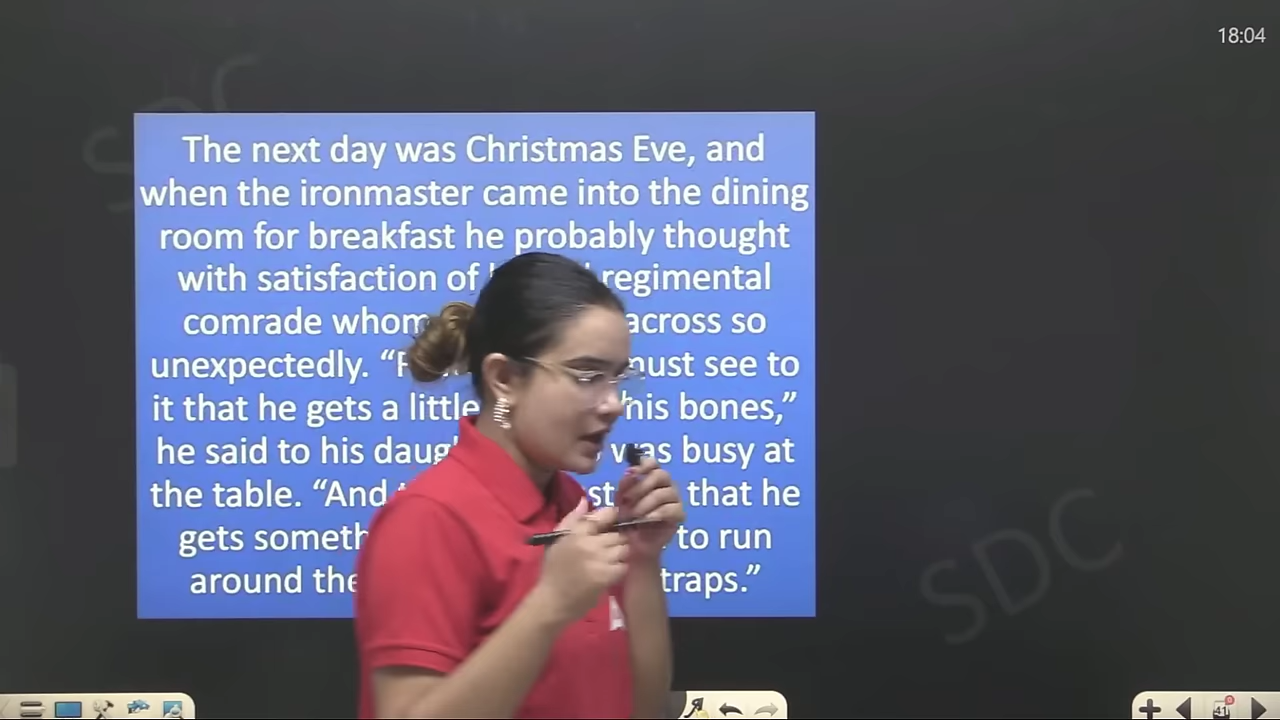 18:04
SDC
The next day was Christmas Eve, and
when the ironmaster came into the dining
room for breakfast he probably thought
with satisfaction of regimental
comrade whom across so
unexpectedly. “ must see to
it that he gets a little his bones,”
he said to his was busy at
the table. “And that he
gets to run
around traps.”
SDC
41